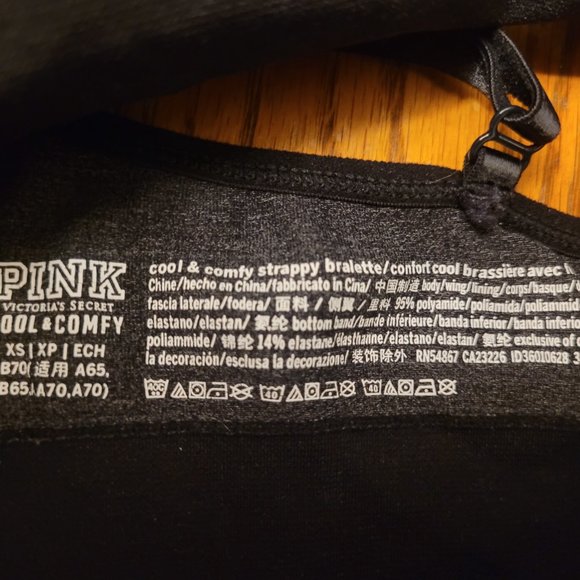 PINK
VICTORIA'S SECRET
COOL & COMFY
XS | XP | ECH
B70(适用 A65,
B65,A70,A70)
cool & comfy strappy bralette/confort cool brassière avec
Chine/hecho en China/fabbricato in Cina/ 中国制造 body/wing/lining/corps/basque/
fascia laterale/fodera/ 面料 / 侧翼 / 里料 95% polyamide/poliamida/
elastano/elastan/ 氨纶 bottom band/bande inférieure/banda inferior/banda inferior
poliammide/ 锦纶 14% elastane/élasthanne/elastano/elastan/ 氨纶 exclusive of
la decoración/esclusa la decorazione/ 装饰除外 RN54867 CA23226 ID36010628
40 40